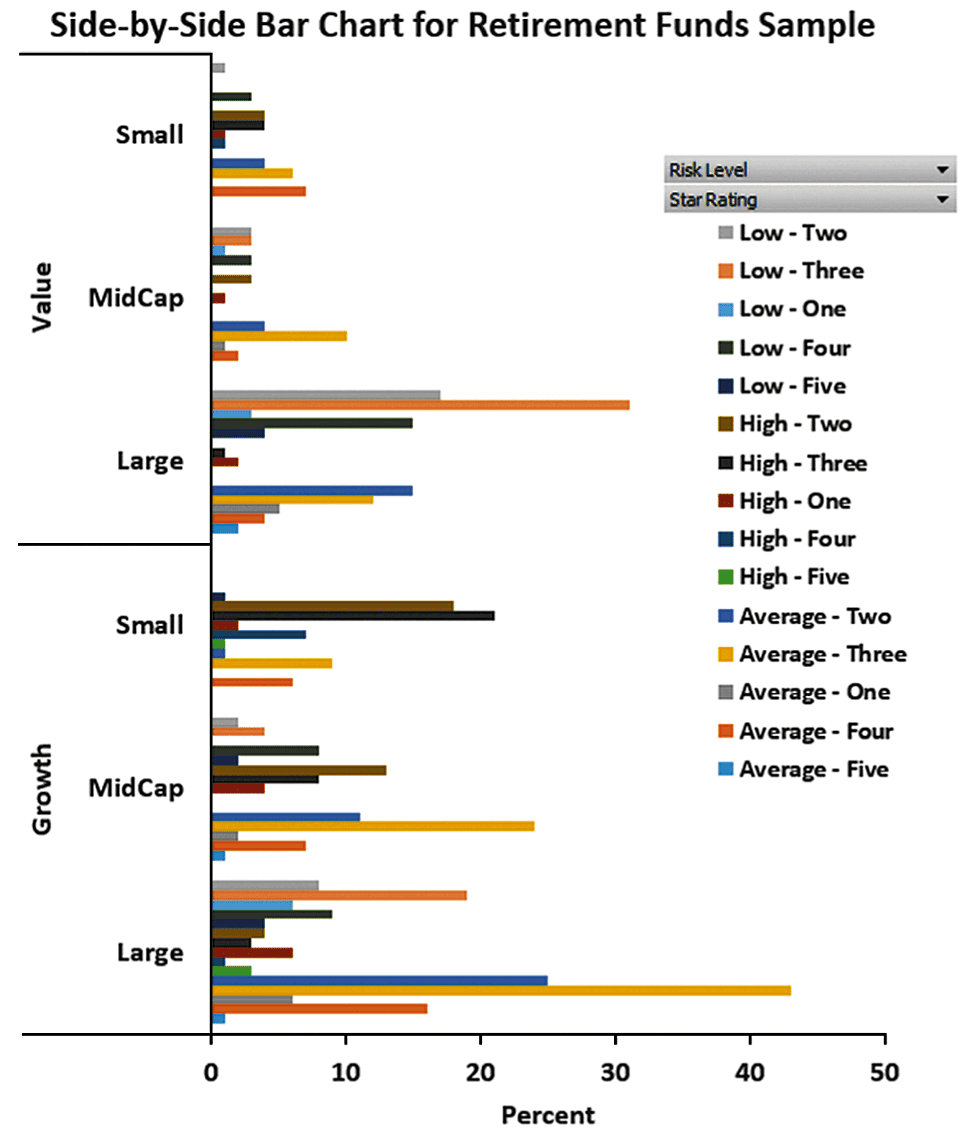 Side-by-Side Bar Chart for Retirement Funds Sample
Value
Small
MidCap
Large
Growth
Small
MidCap
Large
Risk Level
Star Rating
Low - Two
Low - Three
Low - One
Low - Four
Low - Five
High - Two
High - Three
High - One
High - Four
High - Five
Average - Two
Average - Three
Average - One
Average - Four
Average - Five
0 10 20 30 40 50
Percent